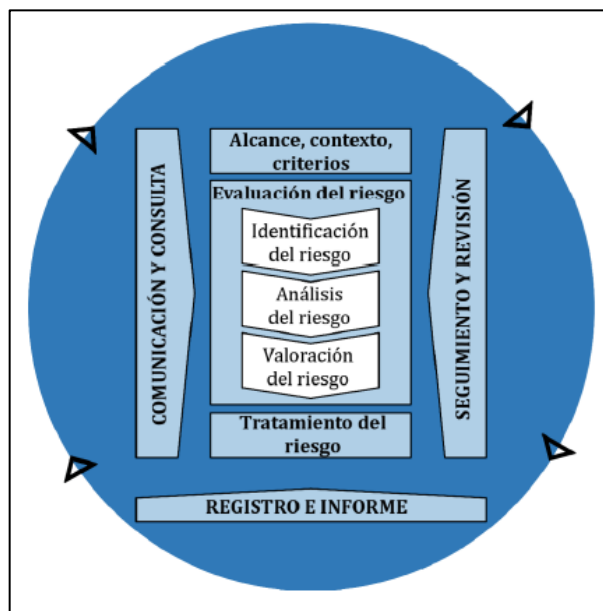 Alcance, contexto,
criterios
Evaluación del riesgo
Identificación
del riesgo
Análisis
del riesgo
Valoración
del riesgo
Tratamiento del
riesgo
COMUNICACIÓN Y CONSULTA
SEGUIMIENTO Y REVISIÓN
REGISTRO E INFORME